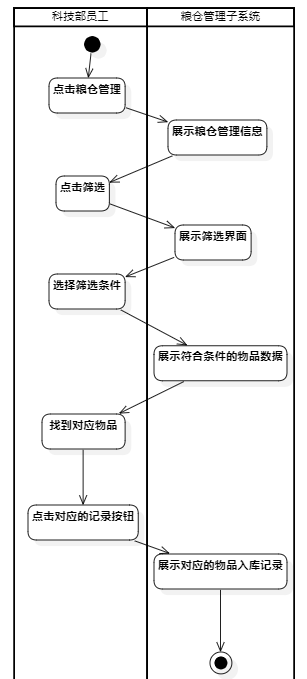 科技部员工
粮仓管理子系统
点击粮仓管理
展示粮仓管理信息
点击筛选
展示筛选界面
选择筛选条件
展示符合条件的物品数据
找到对应物品
点击对应的记录按钮
展示对应的物品入库记录